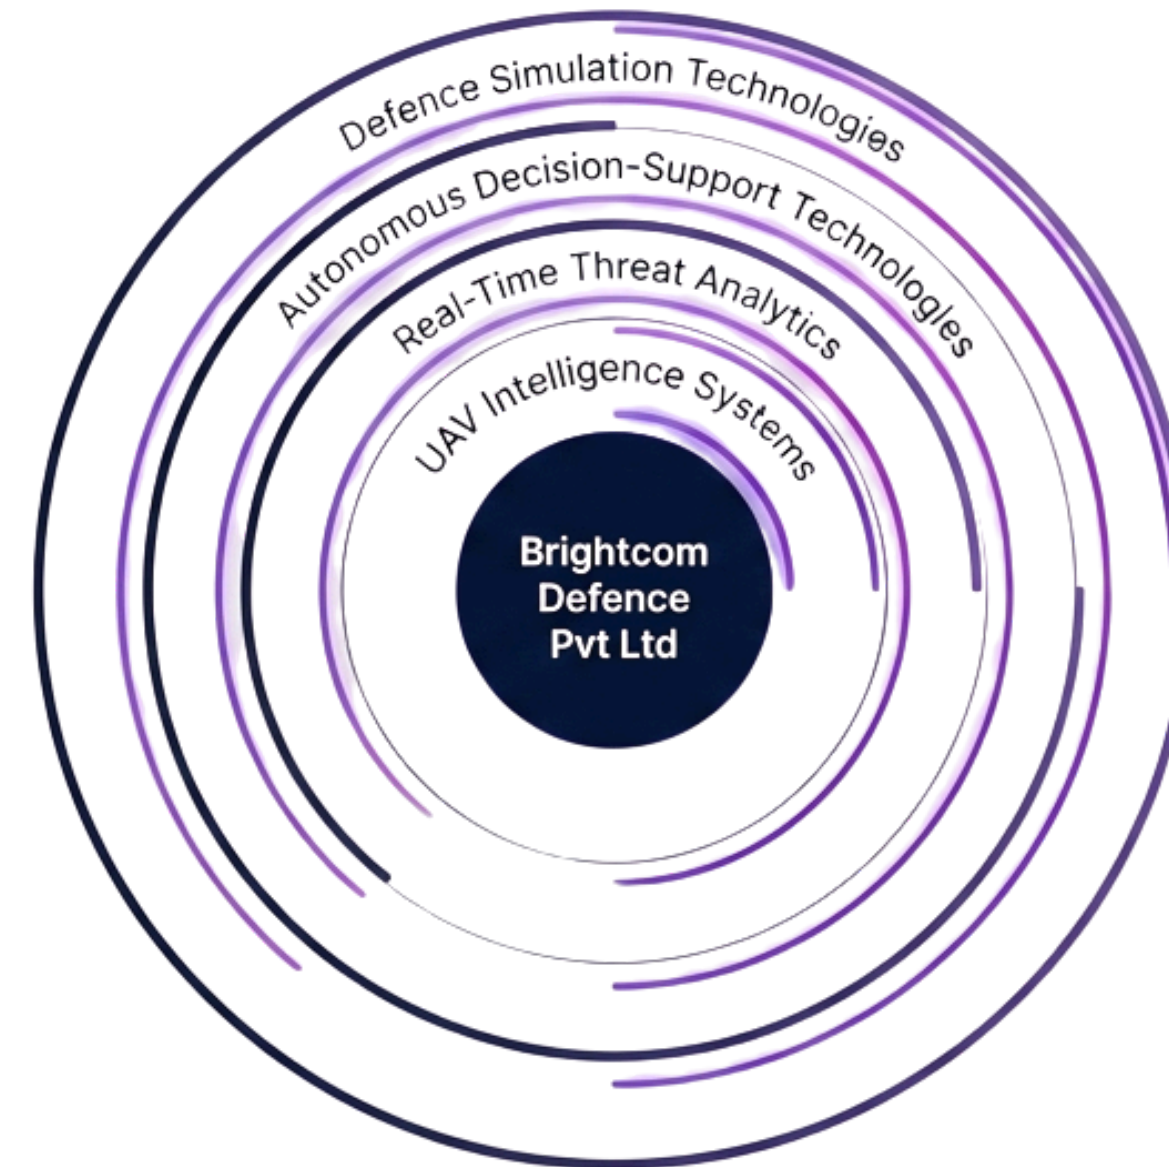 Defence Simulation Technologies
Autonomous Decision-Support Technologies
Real-Time Threat Analytics
UAV Intelligence Systems
Brightcom
Defence
Pvt Ltd